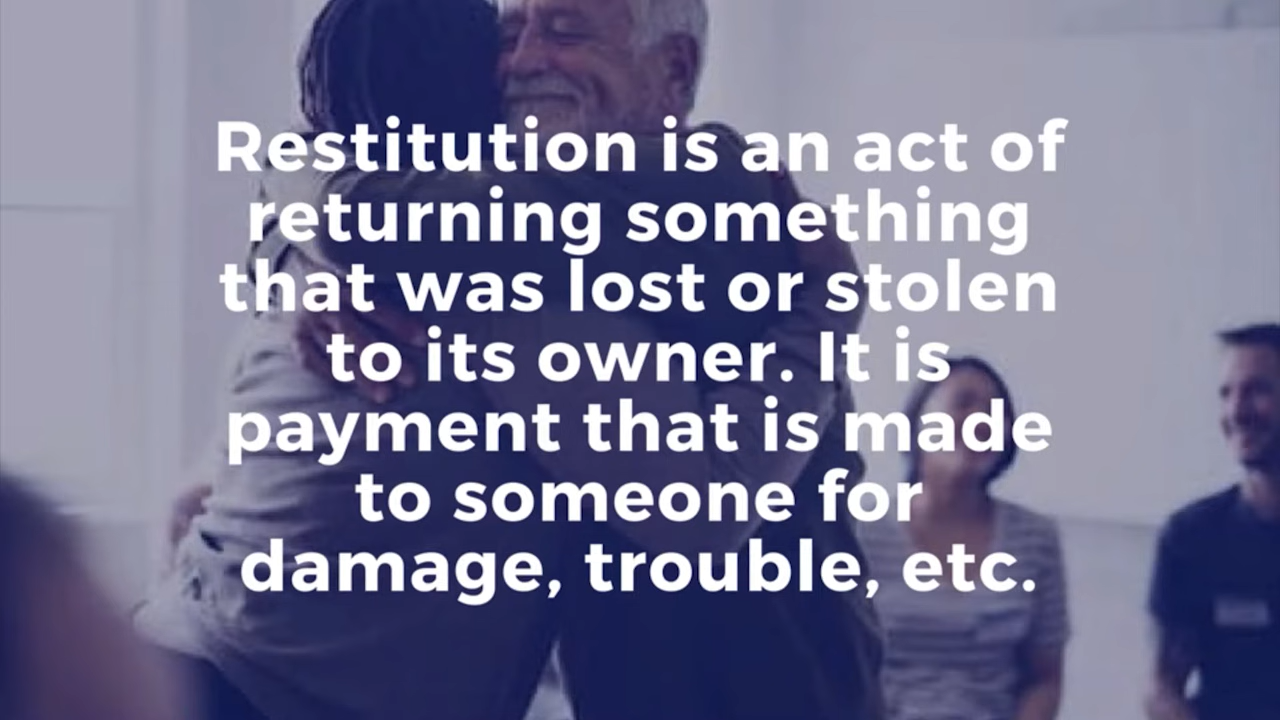 Restitution is an act of
returning something
that was lost or stolen
to its owner. It is
payment that is made
to someone for
damage, trouble, etc.